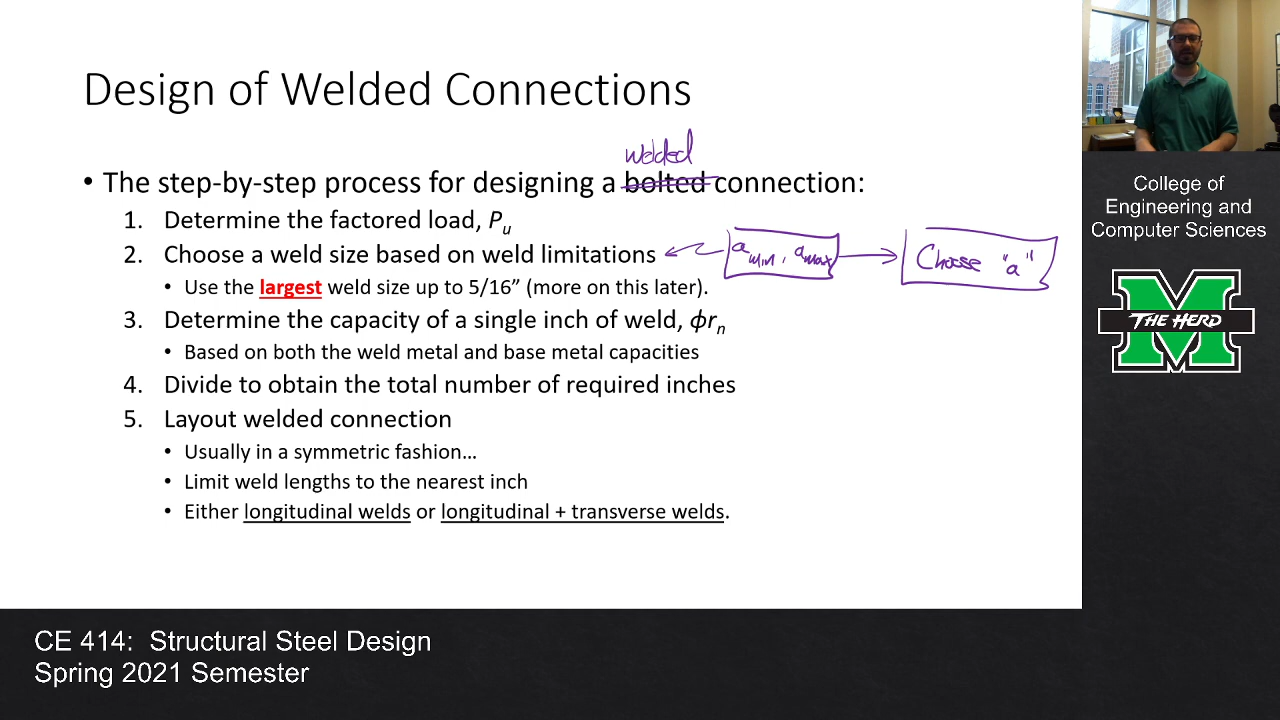 Design of Welded Connections
welded
• The step-by-step process for designing a bolted connection:
1. Determine the factored load, Pu
2. Choose a weld size based on weld limitations
amin, amax
Choose "a"
• Use the largest weld size up to 5/16” (more on this later).
3. Determine the capacity of a single inch of weld, ϕrn
• Based on both the weld metal and base metal capacities
4. Divide to obtain the total number of required inches
5. Layout welded connection
• Usually in a symmetric fashion…
• Limit weld lengths to the nearest inch
• Either longitudinal welds or longitudinal + transverse welds.
College of
Engineering and
Computer Sciences
THE HERD
CE 414: Structural Steel Design
Spring 2021 Semester